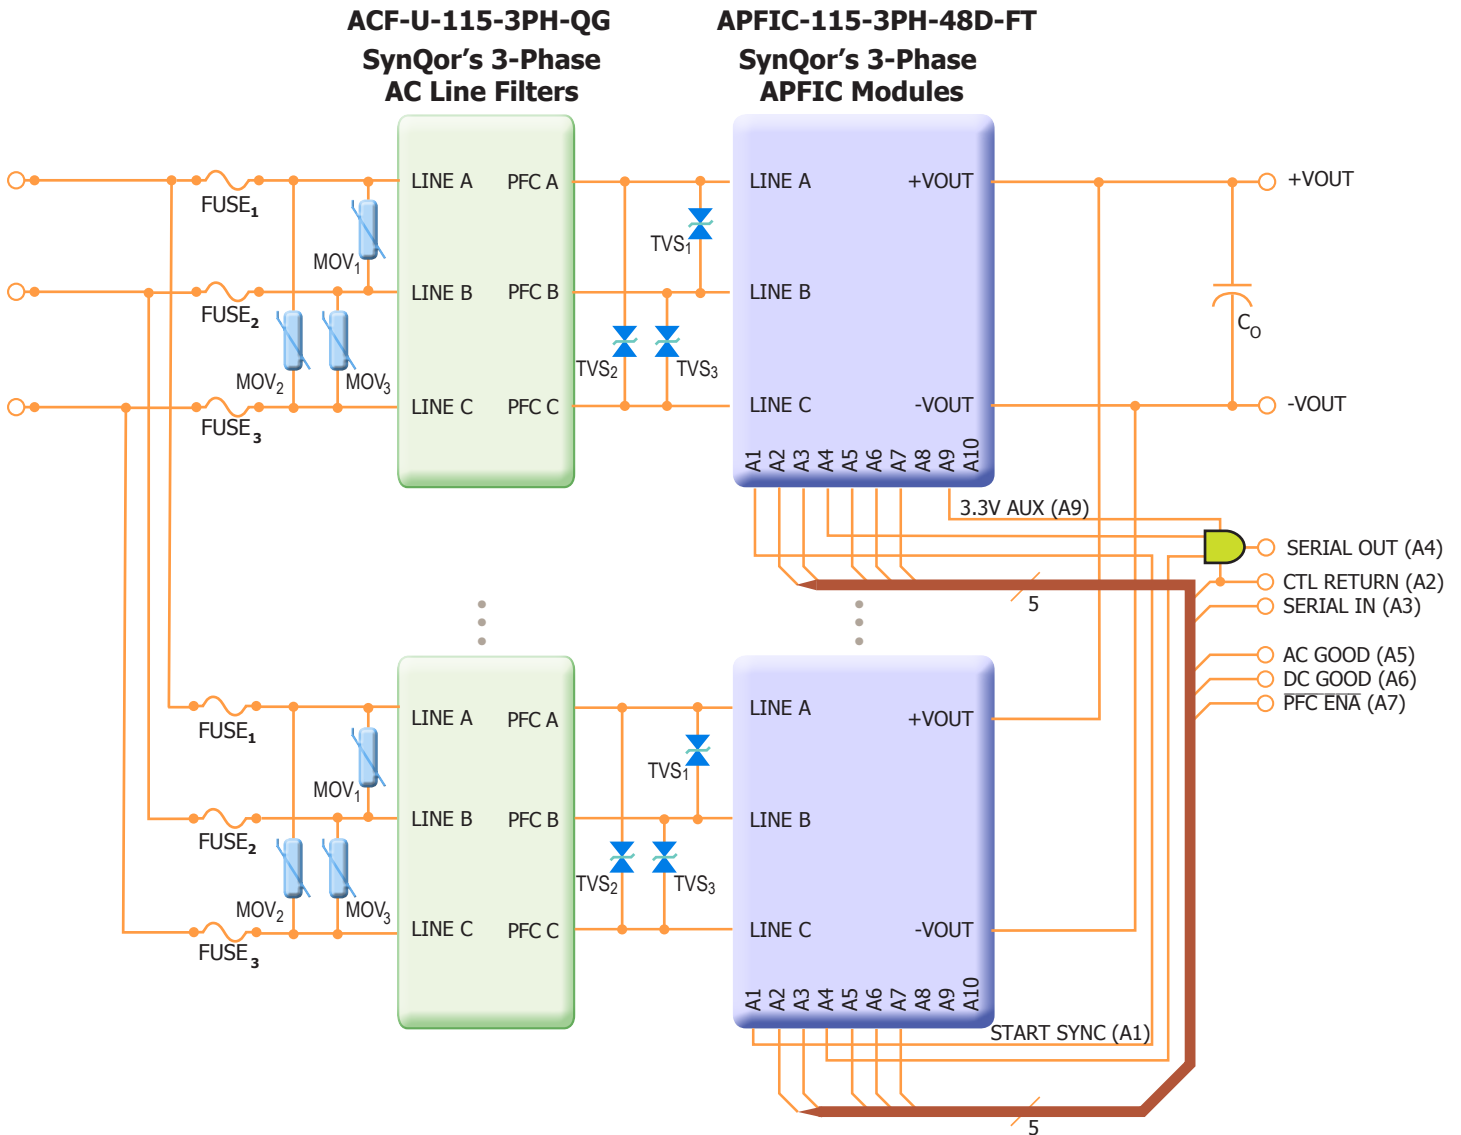 ACF-U-115-3PH-QG
SynQor's 3-Phase
AC Line Filters
APFIC-115-3PH-48D-FT
SynQor's 3-Phase
APFIC Modules
FUSE1
FUSE2
FUSE3
MOV1
MOV2
MOV3
LINE A
PFC A
LINE B
PFC B
LINE C
PFC C
TVS1
TVS2
TVS3
LINE A
+VOUT
LINE B
LINE C
-VOUT
A1
A2
A3
A4
A5
A6
A7
A8
A9
A10
+VOUT
CO
-VOUT
3.3V AUX (A9)
SERIAL OUT (A4)
CTL RETURN (A2)
SERIAL IN (A3)
5
AC GOOD (A5)
DC GOOD (A6)
PFC ENA (A7)
FUSE1
FUSE2
FUSE3
MOV1
MOV2
MOV3
LINE A
PFC A
LINE B
PFC B
LINE C
PFC C
TVS1
TVS2
TVS3
LINE A
+VOUT
LINE B
LINE C
-VOUT
A1
A2
A3
A4
A5
A6
A7
A8
A9
A10
START SYNC (A1)
5